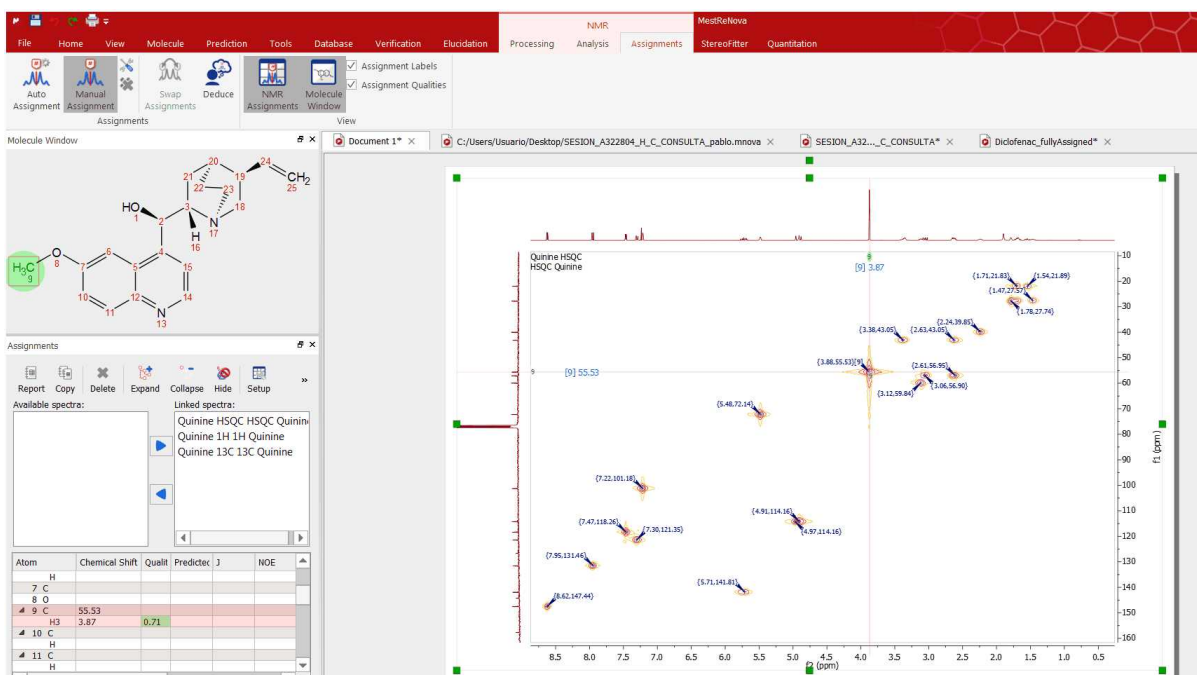 NMR
MestReNova
File Home View Molecule Prediction Tools Database Verification Elucidation Processing Analysis Assignments StereoFitter Quantitation
Auto Assignment
Manual Assignment
Swap Assignments
Deduce
NMR Assignments
Molecule Window
Assignment Labels
Assignment Qualities
Assignments
View
Molecule Window
Document 1*
C:/Users/Usuario/Desktop/SESION_A322804_H_C_CONSULTA_pablo.mnova
SESION_A32..._C_CONSULTA*
Diclofenac_fullyAssigned*
20
24
21
19
CH2
25
22
23
HO
1
3
18
2
N
17
H
16
4
O
8
6
5
15
H3C
9
7
10
12
14
11
N
13
Assignments
Report Copy Delete Expand Collapse Hide Setup
»
Available spectra:
Linked spectra:
Quinine HSQC HSQC Quinin
Quinine 1H 1H Quinine
Quinine 13C 13C Quinine
Atom Chemical Shift Qualit Predictec J NOE
H
7 C
8 O
9 C 55.53
H3 3.87 0.71
10 C
H
11 C
H
Quinine HSQC
HSQC Quinine
9
[9] 3.87
{1.71,21.83}
{1.54,21.89}
{1.47,27.57}
{1.78,27.74}
{2.24,39.85}
{3.38,43.05}
{2.63,43.05}
{3.88,55.53}[9]
9
[9] 55.53
{2.61,56.95}
{3.06,56.90}
{3.12,59.84}
{5.48,72.14}
{7.22,101.18}
{4.91,114.16}
{4.97,114.16}
{7.47,118.26}
{7.30,121.35}
{7.95,131.46}
{5.71,141.81}
{8.62,147.44}
10
20
30
40
50
60
70
80
90
100
110
120
130
140
150
160
f1 (ppm)
8.5 8.0 7.5 7.0 6.5 6.0 5.5 5.0 4.5 4.0 3.5 3.0 2.5 2.0 1.5 1.0 0.5
f2 (ppm)